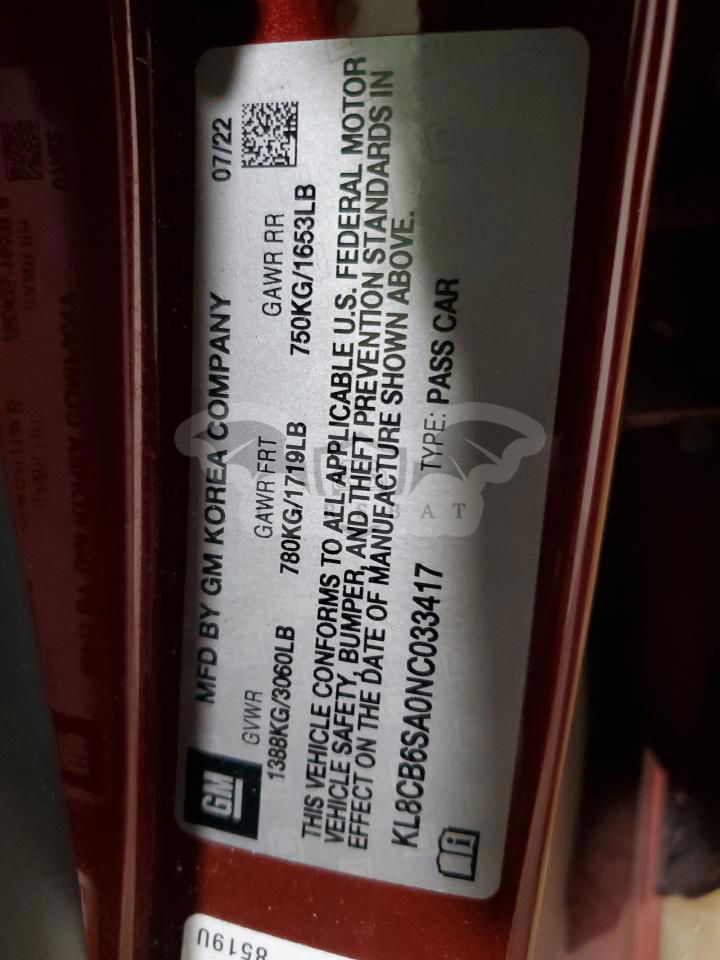 GM
MFD BY GM KOREA COMPANY 07/22
GVWR GAWR FRT GAWR RR
1388KG/3060LB 780KG/1719LB 750KG/1653LB
THIS VEHICLE CONFORMS TO ALL APPLICABLE U.S. FEDERAL MOTOR
VEHICLE SAFETY, BUMPER, AND THEFT PREVENTION STANDARDS IN
EFFECT ON THE DATE OF MANUFACTURE SHOWN ABOVE.
KL8CB6SA0NC033417 TYPE: PASS CAR
8519U